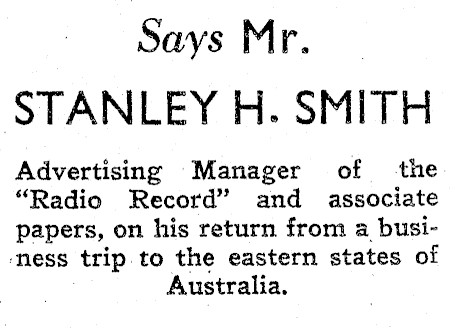 Says Mr.
STANLEY H. SMITH
Advertising Manager of the
"Radio Record" and associate
papers, on his return from a busi-
ness trip to the eastern states of
Australia.